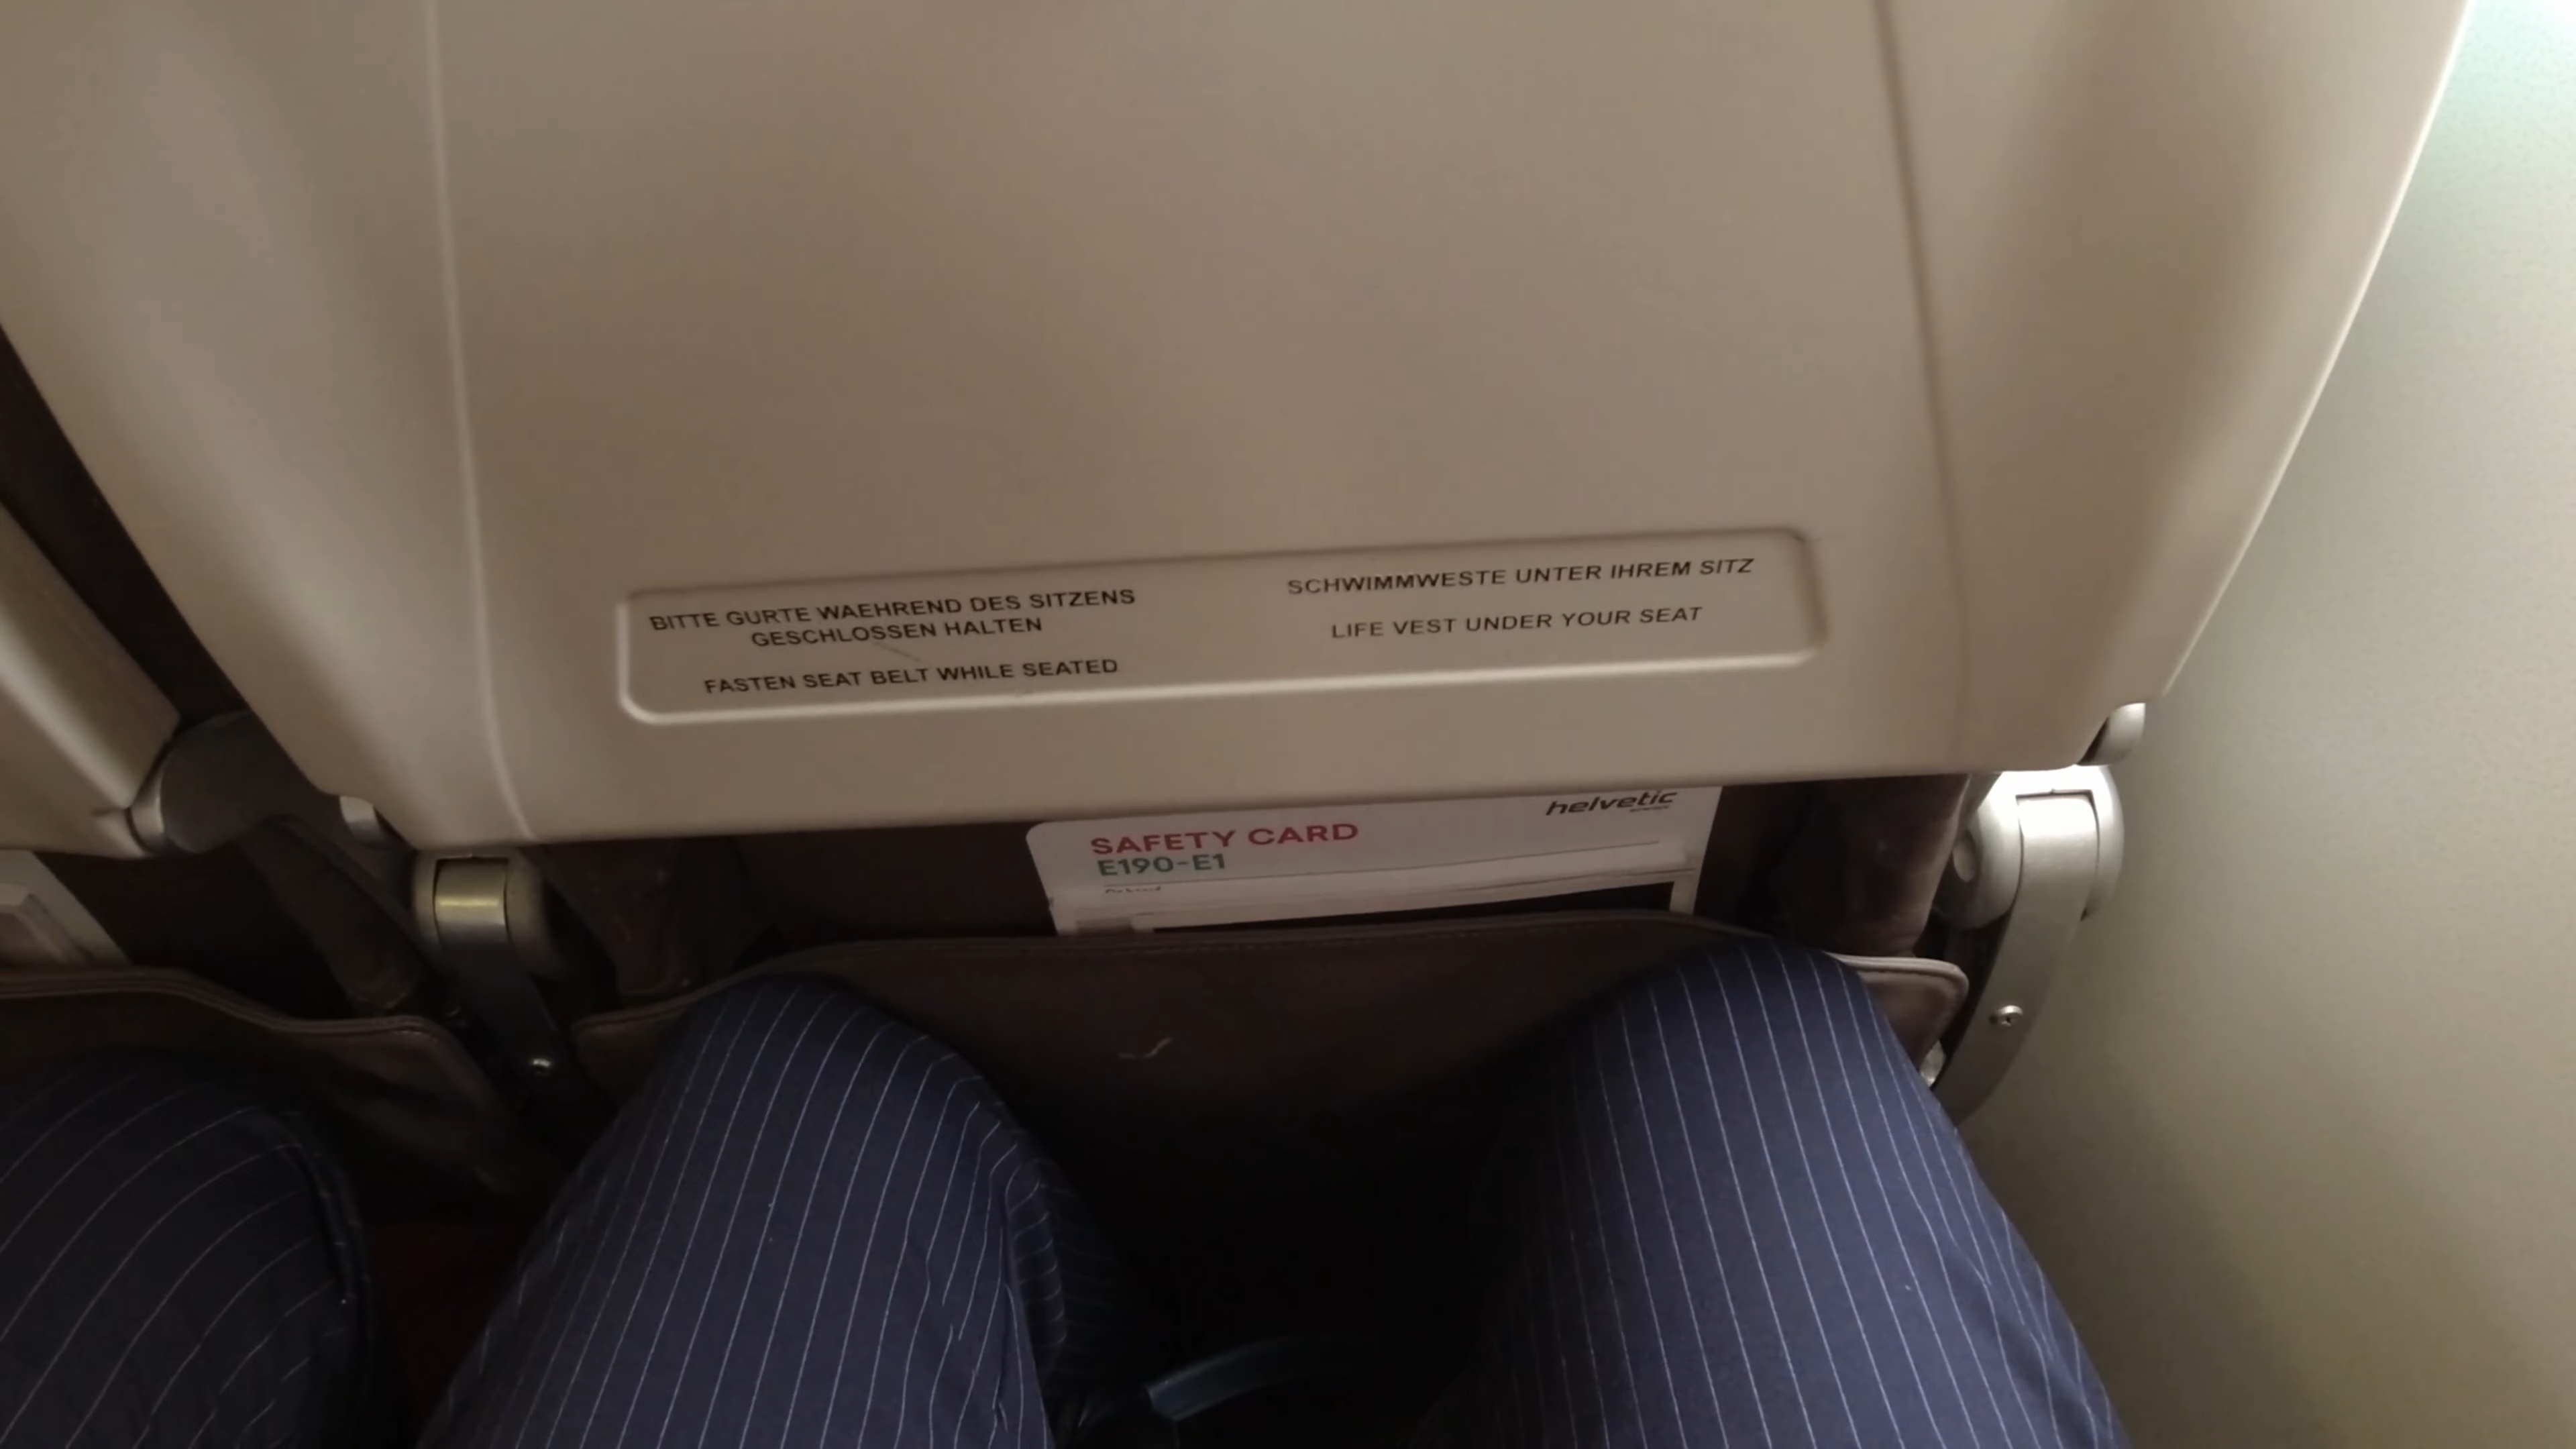 BITTE GURTE WAEHREND DES SITZENS
GESCHLOSSEN HALTEN
FASTEN SEAT BELT WHILE SEATED
SCHWIMMWESTE UNTER IHREM SITZ
LIFE VEST UNDER YOUR SEAT
helvetic
SAFETY CARD
E190-E1